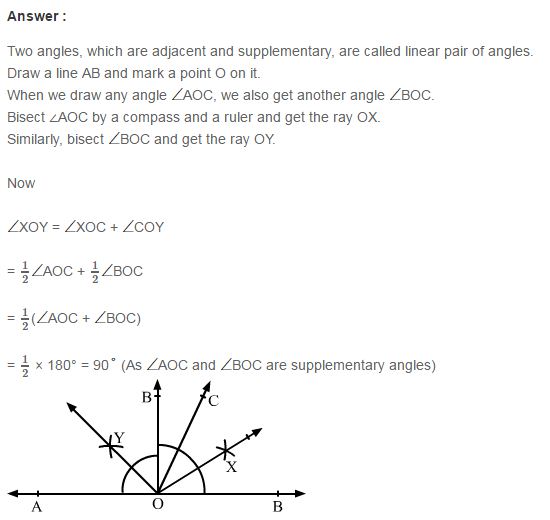 Answer :
Two angles, which are adjacent and supplementary, are called linear pair of angles.
Draw a line AB and mark a point O on it.
When we draw any angle ∠AOC, we also get another angle ∠BOC.
Bisect ∠AOC by a compass and a ruler and get the ray OX.
Similarly, bisect ∠BOC and get the ray OY.
Now
∠XOY = ∠XOC + ∠COY
= 1/2 ∠AOC + 1/2 ∠BOC
= 1/2 (∠AOC + ∠BOC)
= 1/2 × 180° = 90˚ (As ∠AOC and ∠BOC are supplementary angles)
B C
Y
X
A O B